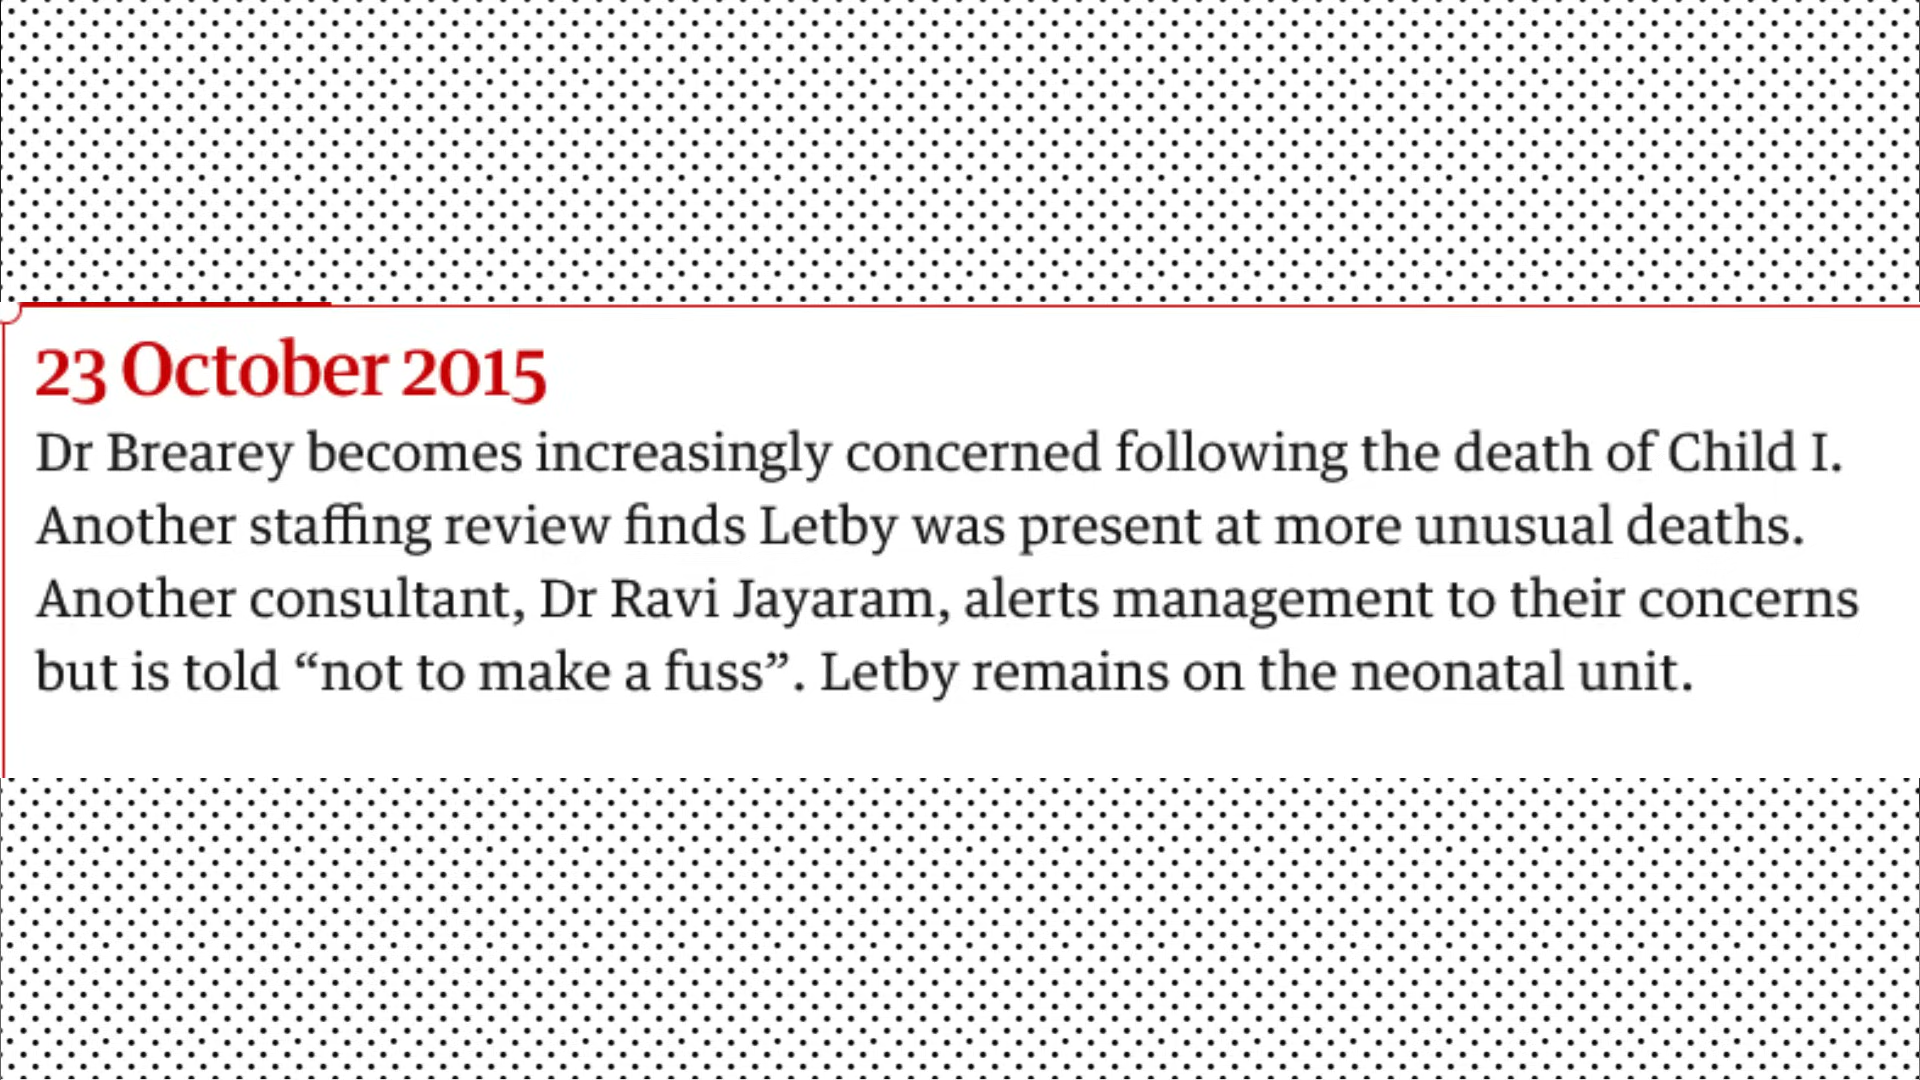 23 October 2015
Dr Brearey becomes increasingly concerned following the death of Child I.
Another staffing review finds Letby was present at more unusual deaths.
Another consultant, Dr Ravi Jayaram, alerts management to their concerns
but is told “not to make a fuss”. Letby remains on the neonatal unit.